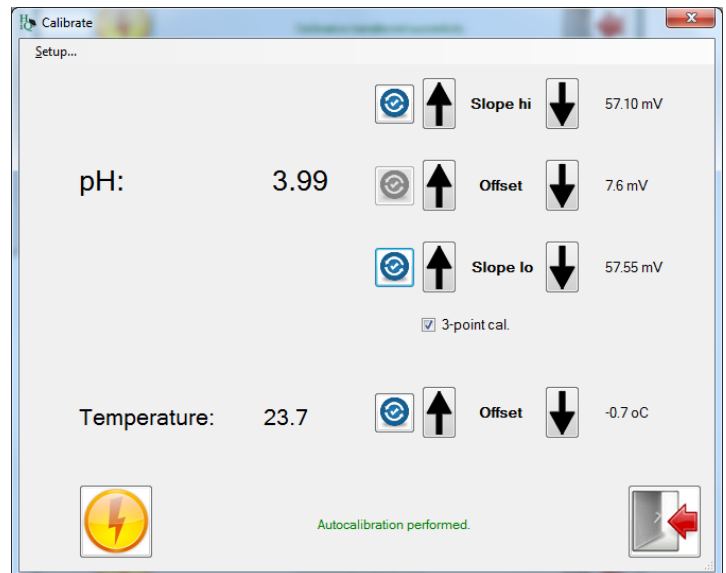 Calibrate
Setup...
Slope hi 57.10 mV
pH: 3.99 Offset 7.6 mV
Slope lo 57.55 mV
3-point cal.
Temperature: 23.7 Offset -0.7 oC
Autocalibration performed.